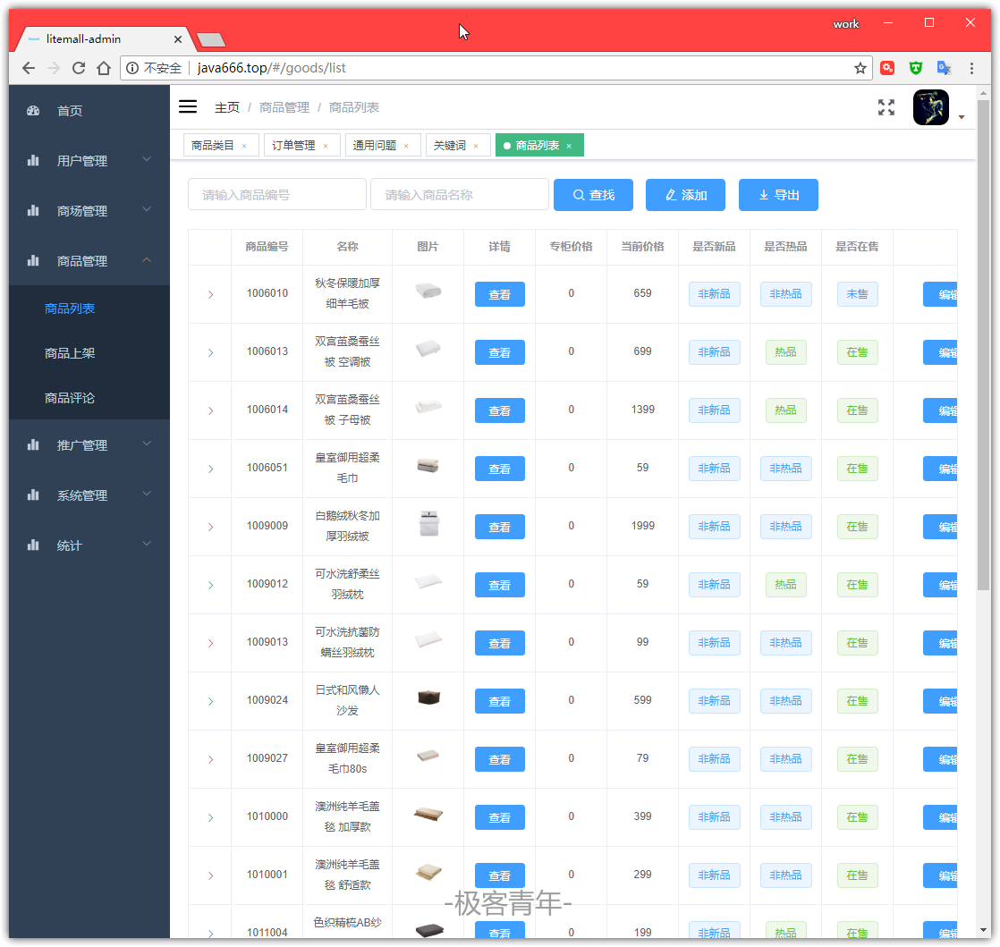 work
litemall-admin
不安全 java666.top/#/goods/list
首页
用户管理
商场管理
商品管理
商品列表
商品上架
商品评论
推广管理
系统管理
统计
主页 / 商品管理 / 商品列表
商品类目 × 订单管理 × 通用问题 × 关键词 × 商品列表 ×
请输入商品编号 请输入商品名称 查找 添加 导出
商品编号 名称 图片 详情 专柜价格 当前价格 是否新品 是否热品 是否在售
1006010 秋冬保暖加厚细羊毛被 查看 0 659 非新品 非热品 未售 编辑
1006013 双宫茧桑蚕丝被 空调被 查看 0 699 非新品 热品 在售 编辑
1006014 双宫茧桑蚕丝被 子母被 查看 0 1399 非新品 热品 在售 编辑
1006051 皇室御用超柔毛巾 查看 0 59 非新品 非热品 在售 编辑
1009009 白鹅绒秋冬加厚羽绒被 查看 0 1999 非新品 非热品 在售 编辑
1009012 可水洗舒柔丝羽绒枕 查看 0 59 非新品 热品 在售 编辑
1009013 可水洗抗菌防螨丝羽绒枕 查看 0 99 非新品 非热品 在售 编辑
1009024 日式和风懒人沙发 查看 0 599 非新品 非热品 在售 编辑
1009027 皇室御用超柔毛巾80s 查看 0 79 非新品 非热品 在售 编辑
1010000 澳洲纯羊毛盖毯 加厚款 查看 0 399 非新品 非热品 在售 编辑
1010001 澳洲纯羊毛盖毯 舒适款 查看 0 299 非新品 非热品 在售 编辑
1011004 色织精梳AB纱 查看 0 199 非新品 热品 在售 编辑
-极客青年-